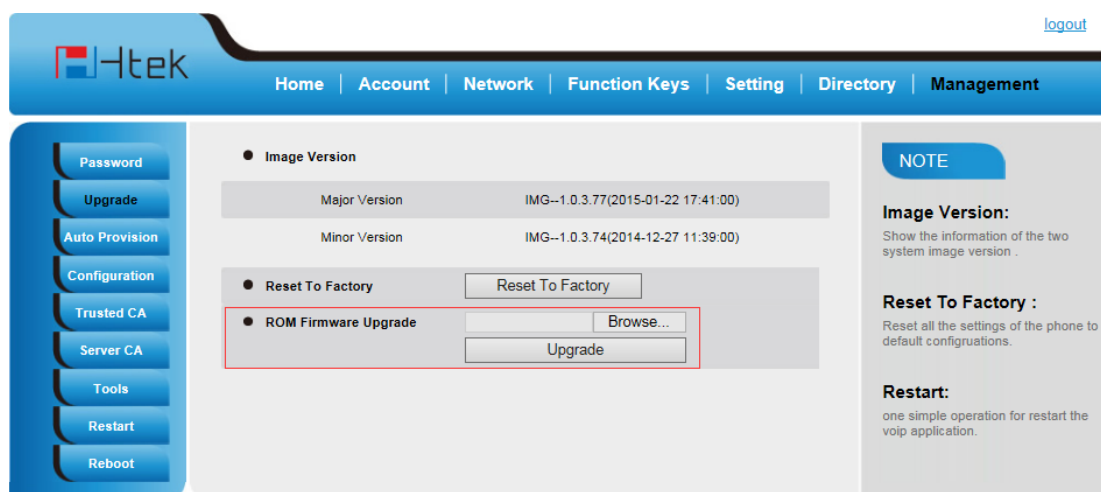 logout
Htek
Home | Account | Network | Function Keys | Setting | Directory | Management
Password
Upgrade
Auto Provision
Configuration
Trusted CA
Server CA
Tools
Restart
Reboot
Image Version
Major Version IMG--1.0.3.77(2015-01-22 17:41:00)
Minor Version IMG--1.0.3.74(2014-12-27 11:39:00)
Reset To Factory Reset To Factory
ROM Firmware Upgrade Browse...
Upgrade
NOTE
Image Version:
Show the information of the two
system image version .
Reset To Factory :
Reset all the settings of the phone to
default configruations.
Restart:
one simple operation for restart the
voip application.